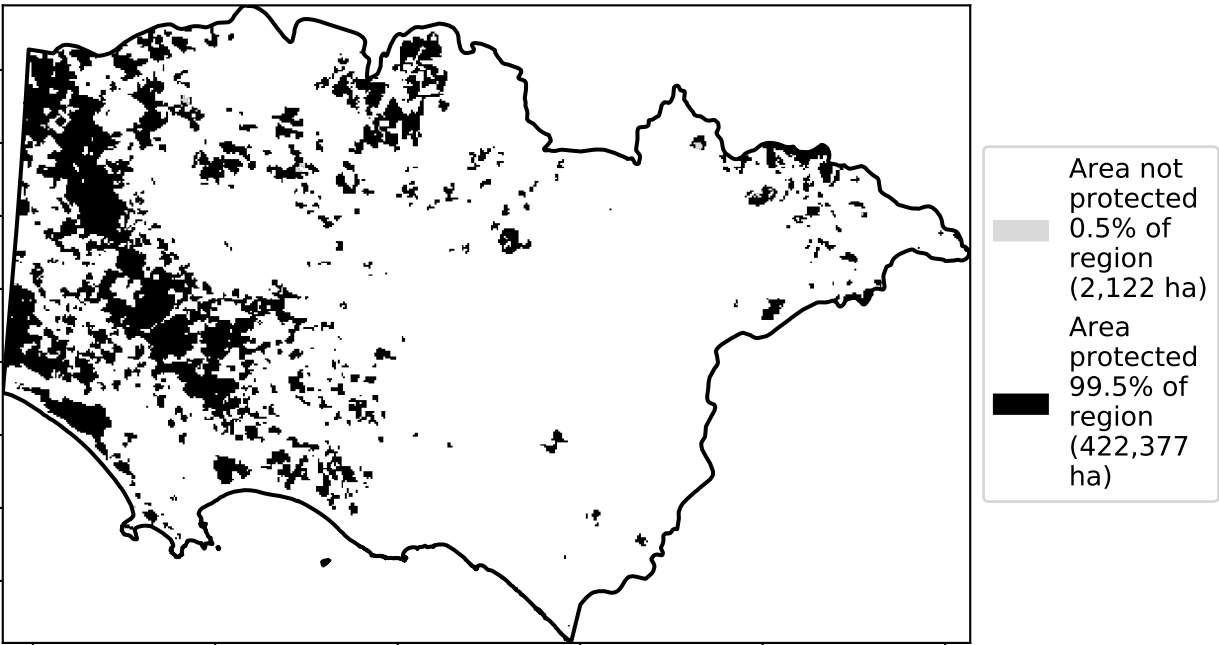 Area not
protected
0.5% of
region
(2,122 ha)
Area
protected
99.5% of
region
(422,377
ha)